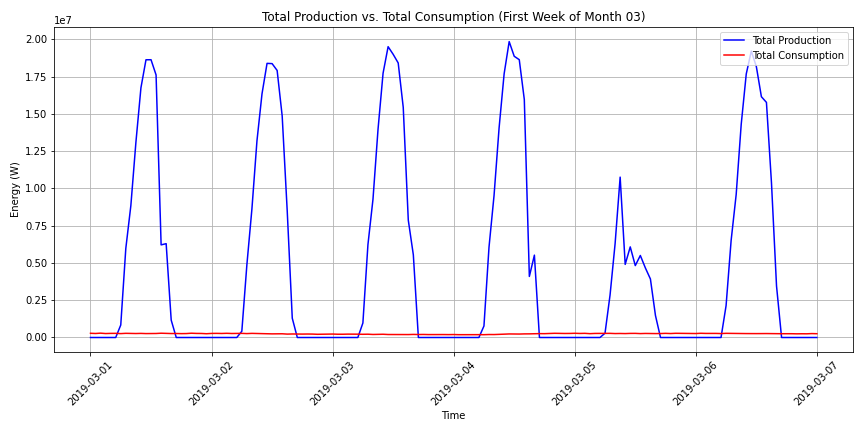 Total Production vs. Total Consumption (First Week of Month 03)
1e7
Total Production
Total Consumption
2.00
1.75
1.50
1.25
1.00
0.75
0.50
0.25
0.00
Energy (W)
2019-03-01
2019-03-02
2019-03-03
2019-03-04
2019-03-05
2019-03-06
2019-03-07
Time